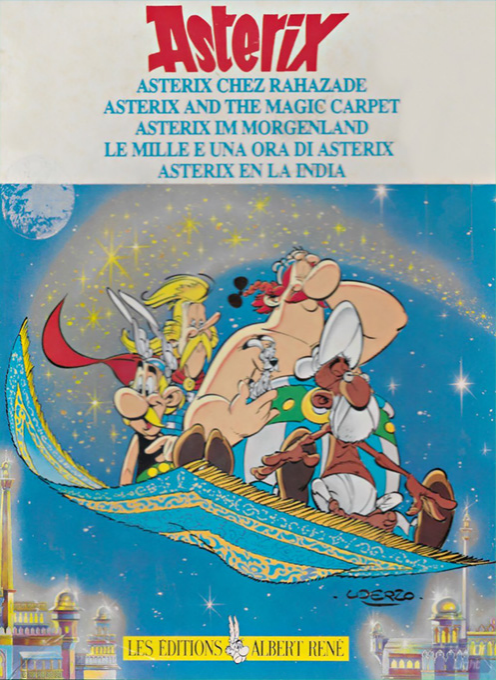 Asterix
ASTERIX CHEZ RAHAZADE
ASTERIX AND THE MAGIC CARPET
ASTERIX IM MORGENLAND
LE MILLE E UNA ORA DI ASTERIX
ASTERIX EN LA INDIA
UDERZO
LES EDITIONS ALBERT RENÉ